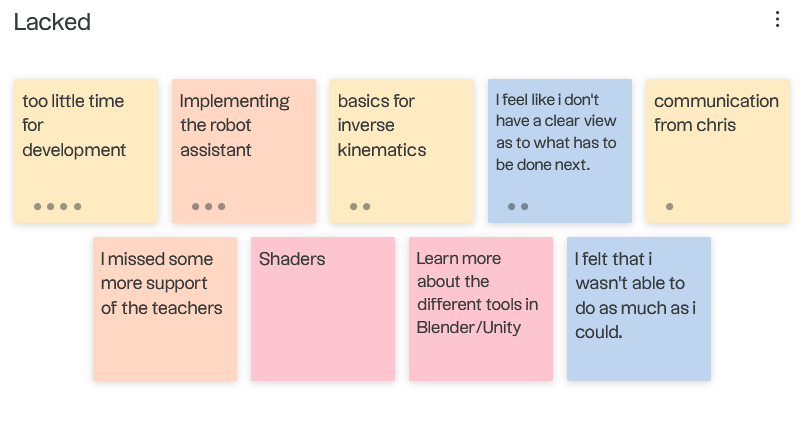 Lacked
too little time
for
development
Implementing
the robot
assistant
basics for
inverse
kinematics
I feel like i don't
have a clear view
as to what has to
be done next.
communication
from chris
I missed some
more support
of the teachers
Shaders
Learn more
about the
different tools in
Blender/Unity
I felt that i
wasn't able to
do as much as i
could.